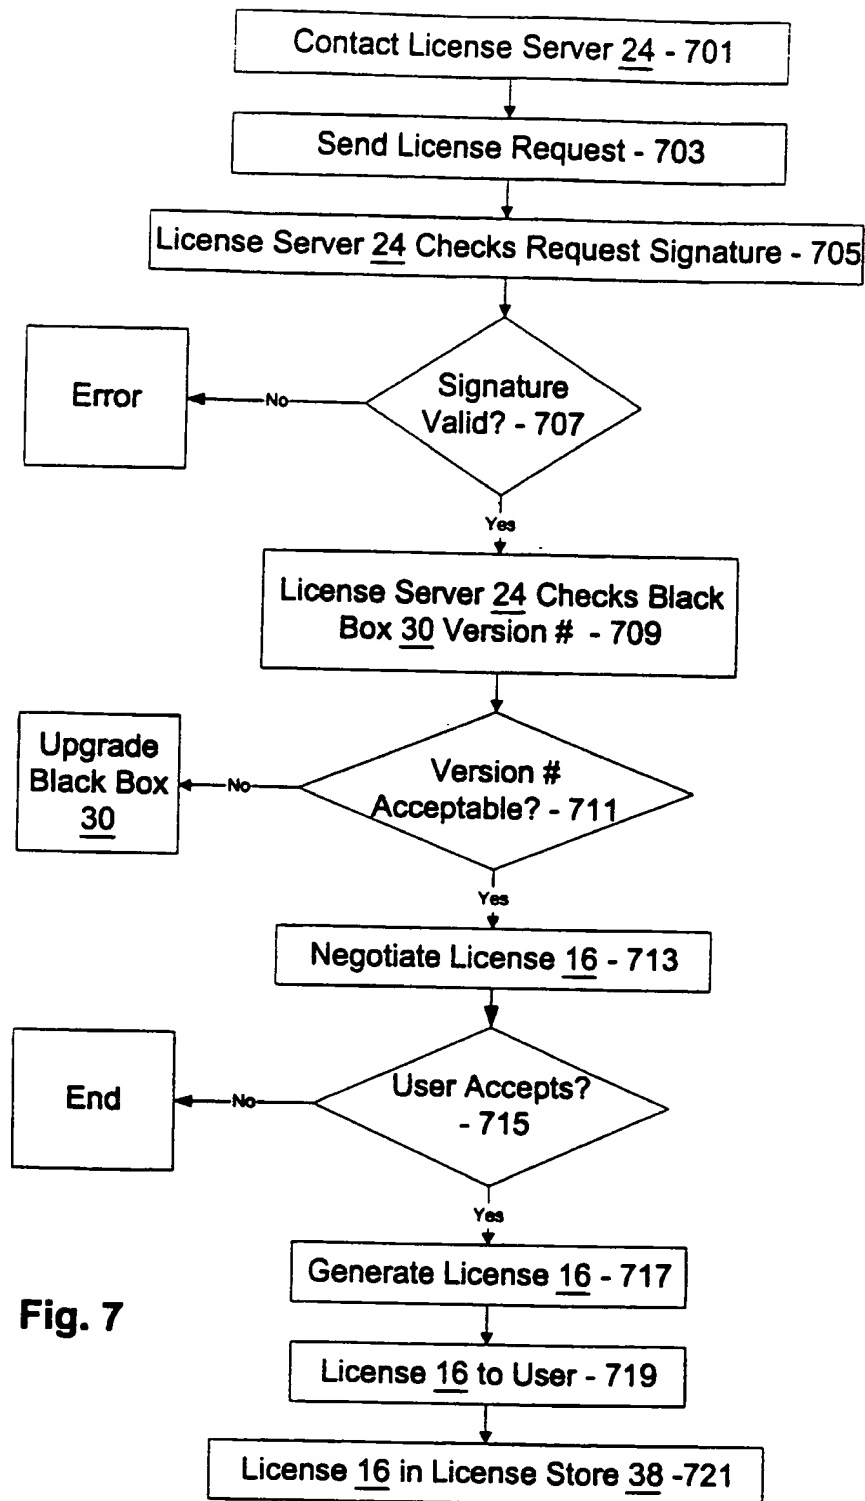 Contact License Server 24 - 701
Send License Request - 703
License Server 24 Checks Request Signature - 705
Signature
Valid? - 707
No
Error
Yes
License Server 24 Checks Black
Box 30 Version # - 709
Version #
Acceptable? - 711
No
Upgrade
Black Box
30
Yes
Negotiate License 16 - 713
User Accepts?
- 715
No
End
Yes
Generate License 16 - 717
License 16 to User - 719
License 16 in License Store 38 -721
Fig. 7